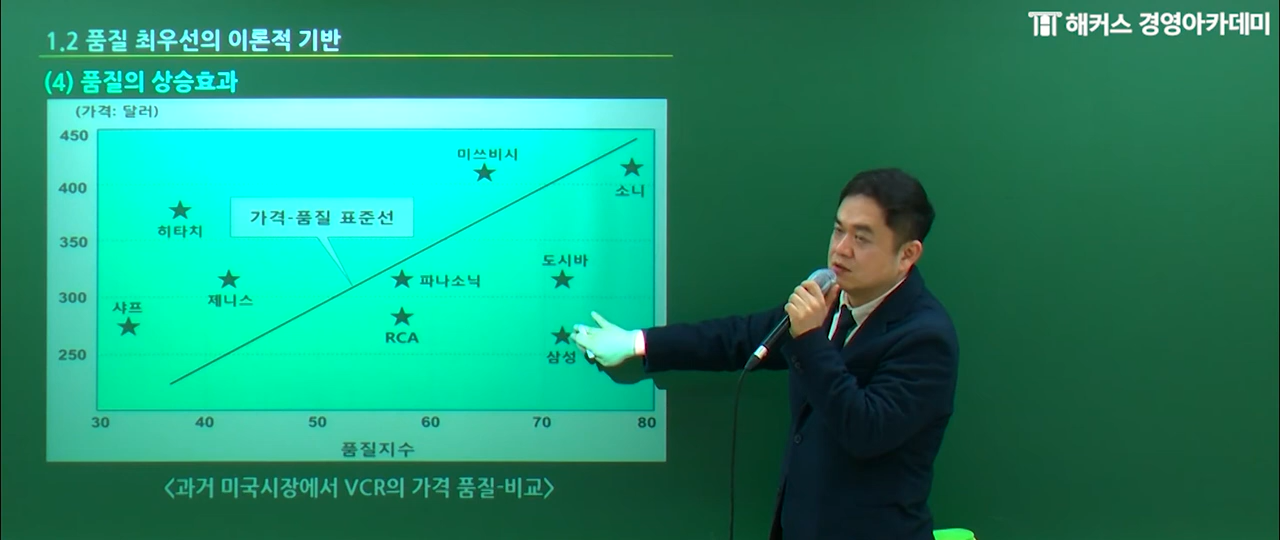 해커스 경영아카데미
1.2 품질 최우선의 이론적 기반
(4) 품질의 상승효과
(가격: 달러)
450
400
350
300
250
미쓰비시
소니
히타치
가격-품질 표준선
도시바
파나소닉
제니스
샤프
RCA
삼성
30 40 50 60 70 80
품질지수
<과거 미국시장에서 VCR의 가격 품질-비교>